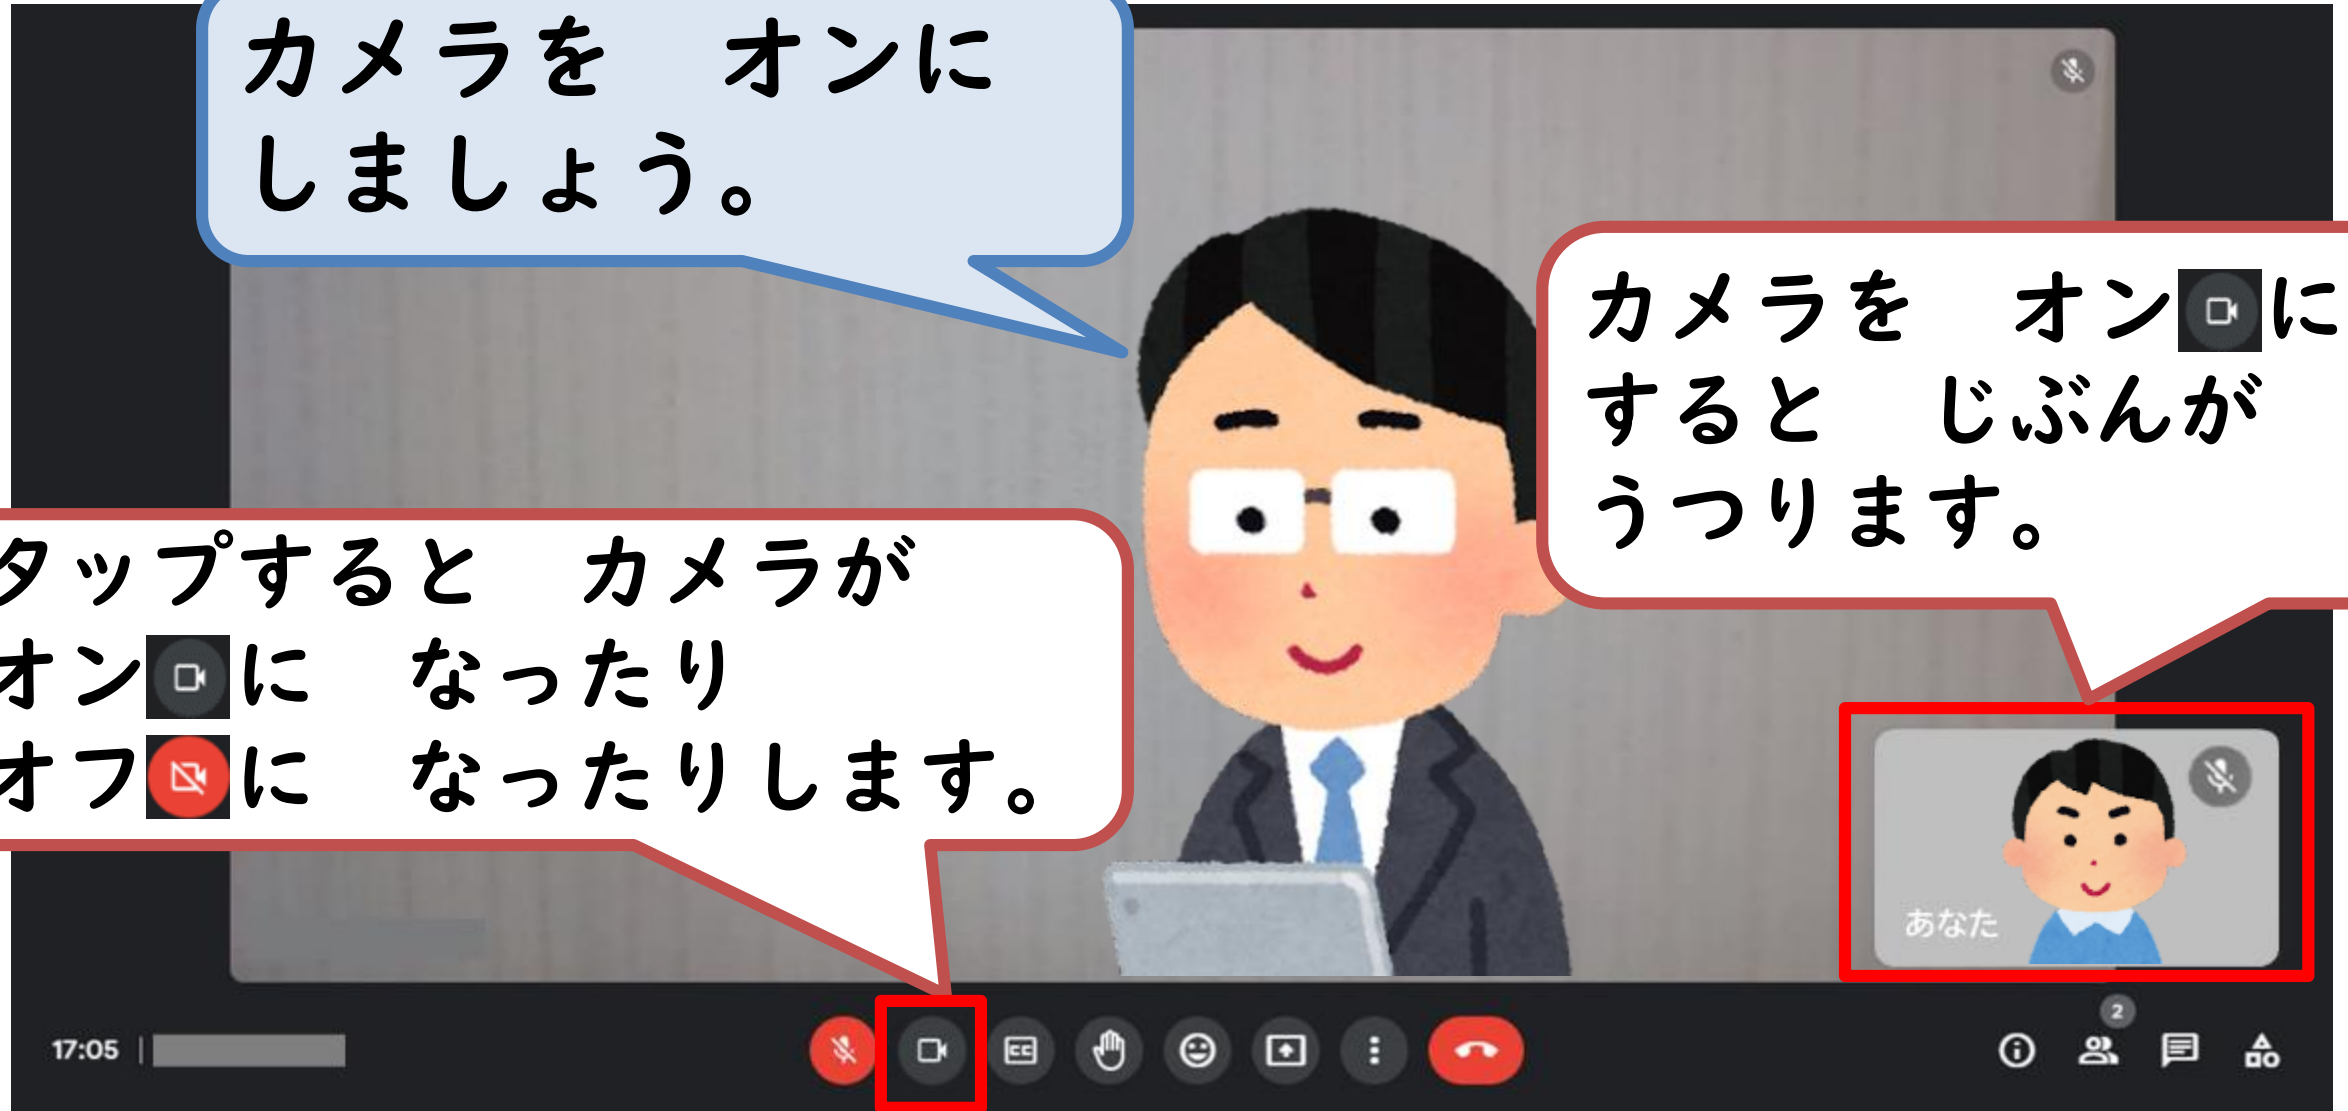 カメラを　オンに
しましょう。
カメラを　オンに
すると　じぶんが
うつります。
タップすると　カメラが
オンに　なったり
オフに　なったりします。
あなた
17:05
2